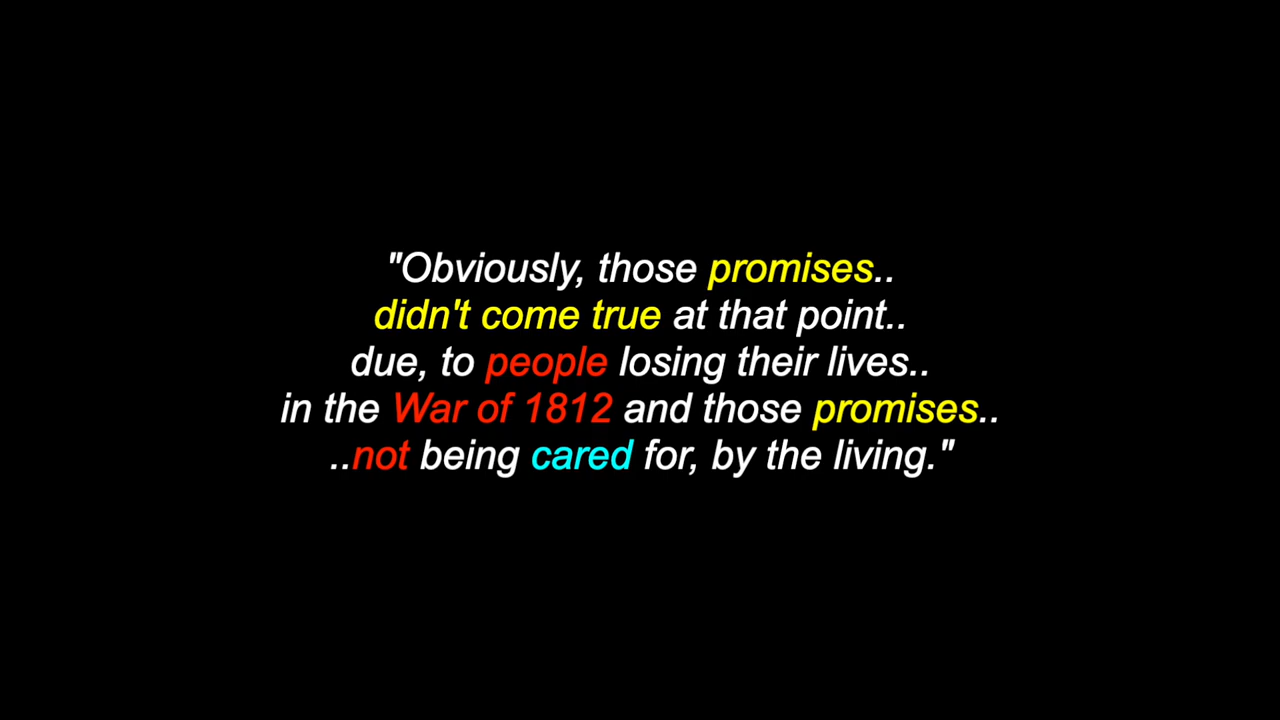 "Obviously, those promises..
didn't come true at that point..
due, to people losing their lives..
in the War of 1812 and those promises..
..not being cared for, by the living."